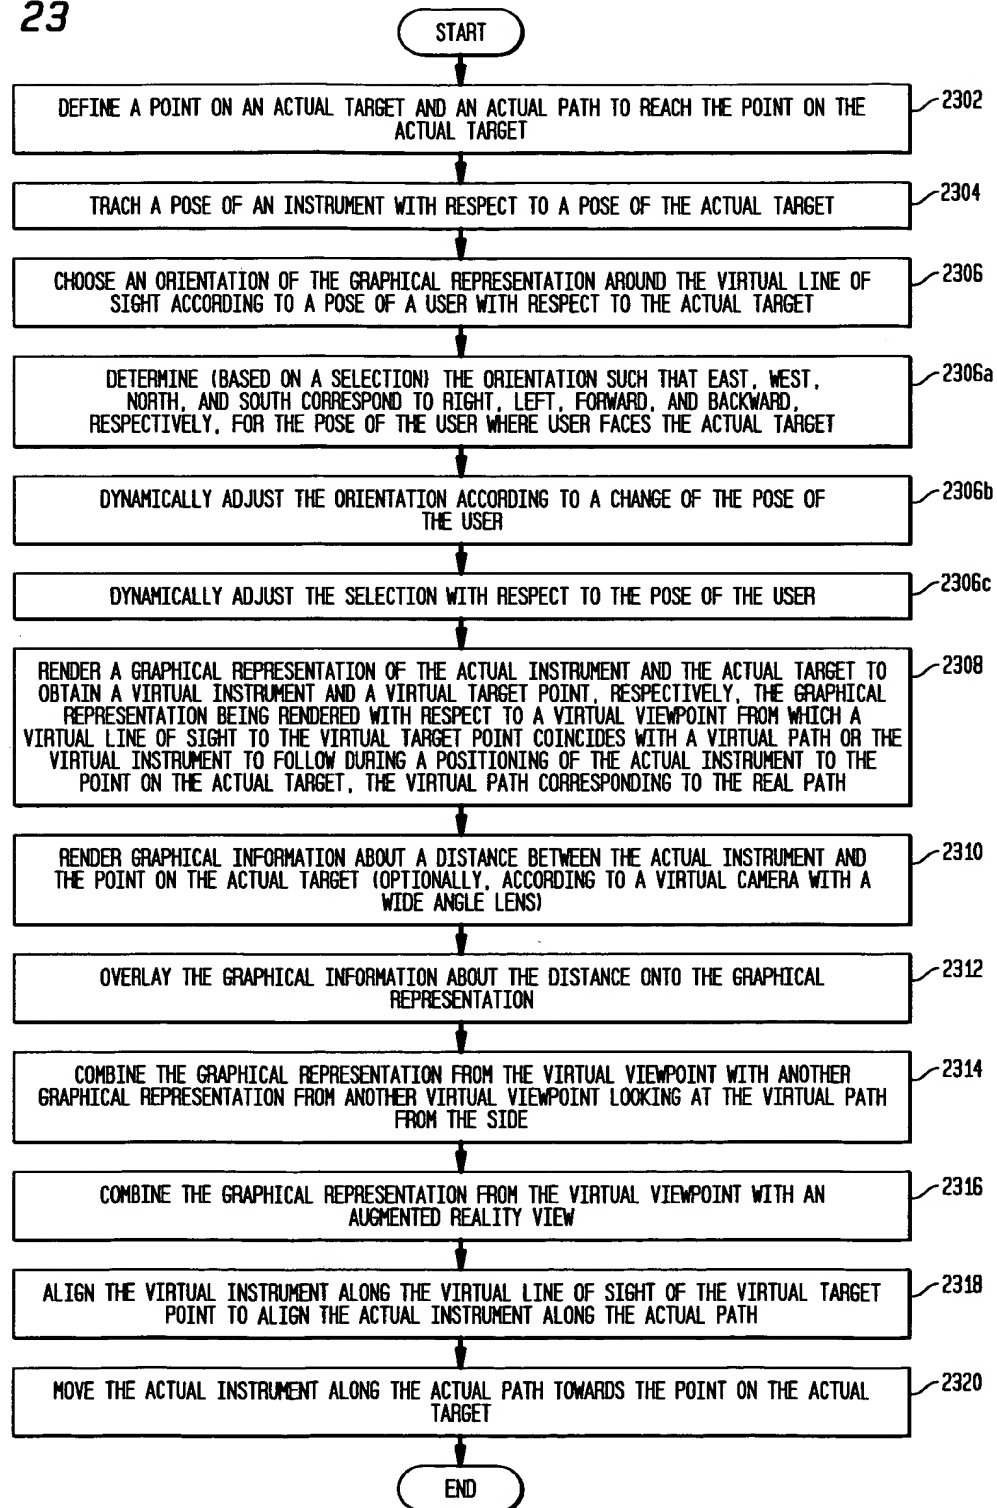 23
START
DEFINE A POINT ON AN ACTUAL TARGET AND AN ACTUAL PATH TO REACH THE POINT ON THE
ACTUAL TARGET
2302
TRACH A POSE OF AN INSTRUMENT WITH RESPECT TO A POSE OF THE ACTUAL TARGET
2304
CHOOSE AN ORIENTATION OF THE GRAPHICAL REPRESENTATION AROUND THE VIRTUAL LINE OF
SIGHT ACCORDING TO A POSE OF A USER WITH RESPECT TO THE ACTUAL TARGET
2306
DETERMINE (BASED ON A SELECTION) THE ORIENTATION SUCH THAT EAST, WEST,
NORTH, AND SOUTH CORRESPOND TO RIGHT, LEFT, FORWARD, AND BACKWARD,
RESPECTIVELY, FOR THE POSE OF THE USER WHERE USER FACES THE ACTUAL TARGET
2306a
DYNAMICALLY ADJUST THE ORIENTATION ACCORDING TO A CHANGE OF THE POSE OF
THE USER
2306b
DYNAMICALLY ADJUST THE SELECTION WITH RESPECT TO THE POSE OF THE USER
2306c
RENDER A GRAPHICAL REPRESENTATION OF THE ACTUAL INSTRUMENT AND THE ACTUAL TARGET TO
OBTAIN A VIRTUAL INSTRUMENT AND A VIRTUAL TARGET POINT, RESPECTIVELY, THE GRAPHICAL
REPRESENTATION BEING RENDERED WITH RESPECT TO A VIRTUAL VIEWPOINT FROM WHICH A
VIRTUAL LINE OF SIGHT TO THE VIRTUAL TARGET POINT COINCIDES WITH A VIRTUAL PATH OR THE
VIRTUAL INSTRUMENT TO FOLLOW DURING A POSITIONING OF THE ACTUAL INSTRUMENT TO THE
POINT ON THE ACTUAL TARGET, THE VIRTUAL PATH CORRESPONDING TO THE REAL PATH
2308
RENDER GRAPHICAL INFORMATION ABOUT A DISTANCE BETWEEN THE ACTUAL INSTRUMENT AND
THE POINT ON THE ACTUAL TARGET (OPTIONALLY, ACCORDING TO A VIRTUAL CAMERA WITH A
WIDE ANGLE LENS)
2310
OVERLAY THE GRAPHICAL INFORMATION ABOUT THE DISTANCE ONTO THE GRAPHICAL
REPRESENTATION
2312
COMBINE THE GRAPHICAL REPRESENTATION FROM THE VIRTUAL VIEWPOINT WITH ANOTHER
GRAPHICAL REPRESENTATION FROM ANOTHER VIRTUAL VIEWPOINT LOOKING AT THE VIRTUAL PATH
FROM THE SIDE
2314
COMBINE THE GRAPHICAL REPRESENTATION FROM THE VIRTUAL VIEWPOINT WITH AN
AUGMENTED REALITY VIEW
2316
ALIGN THE VIRTUAL INSTRUMENT ALONG THE VIRTUAL LINE OF SIGHT OF THE VIRTUAL TARGET
POINT TO ALIGN THE ACTUAL INSTRUMENT ALONG THE ACTUAL PATH
2318
MOVE THE ACTUAL INSTRUMENT ALONG THE ACTUAL PATH TOWARDS THE POINT ON THE ACTUAL
TARGET
2320
END